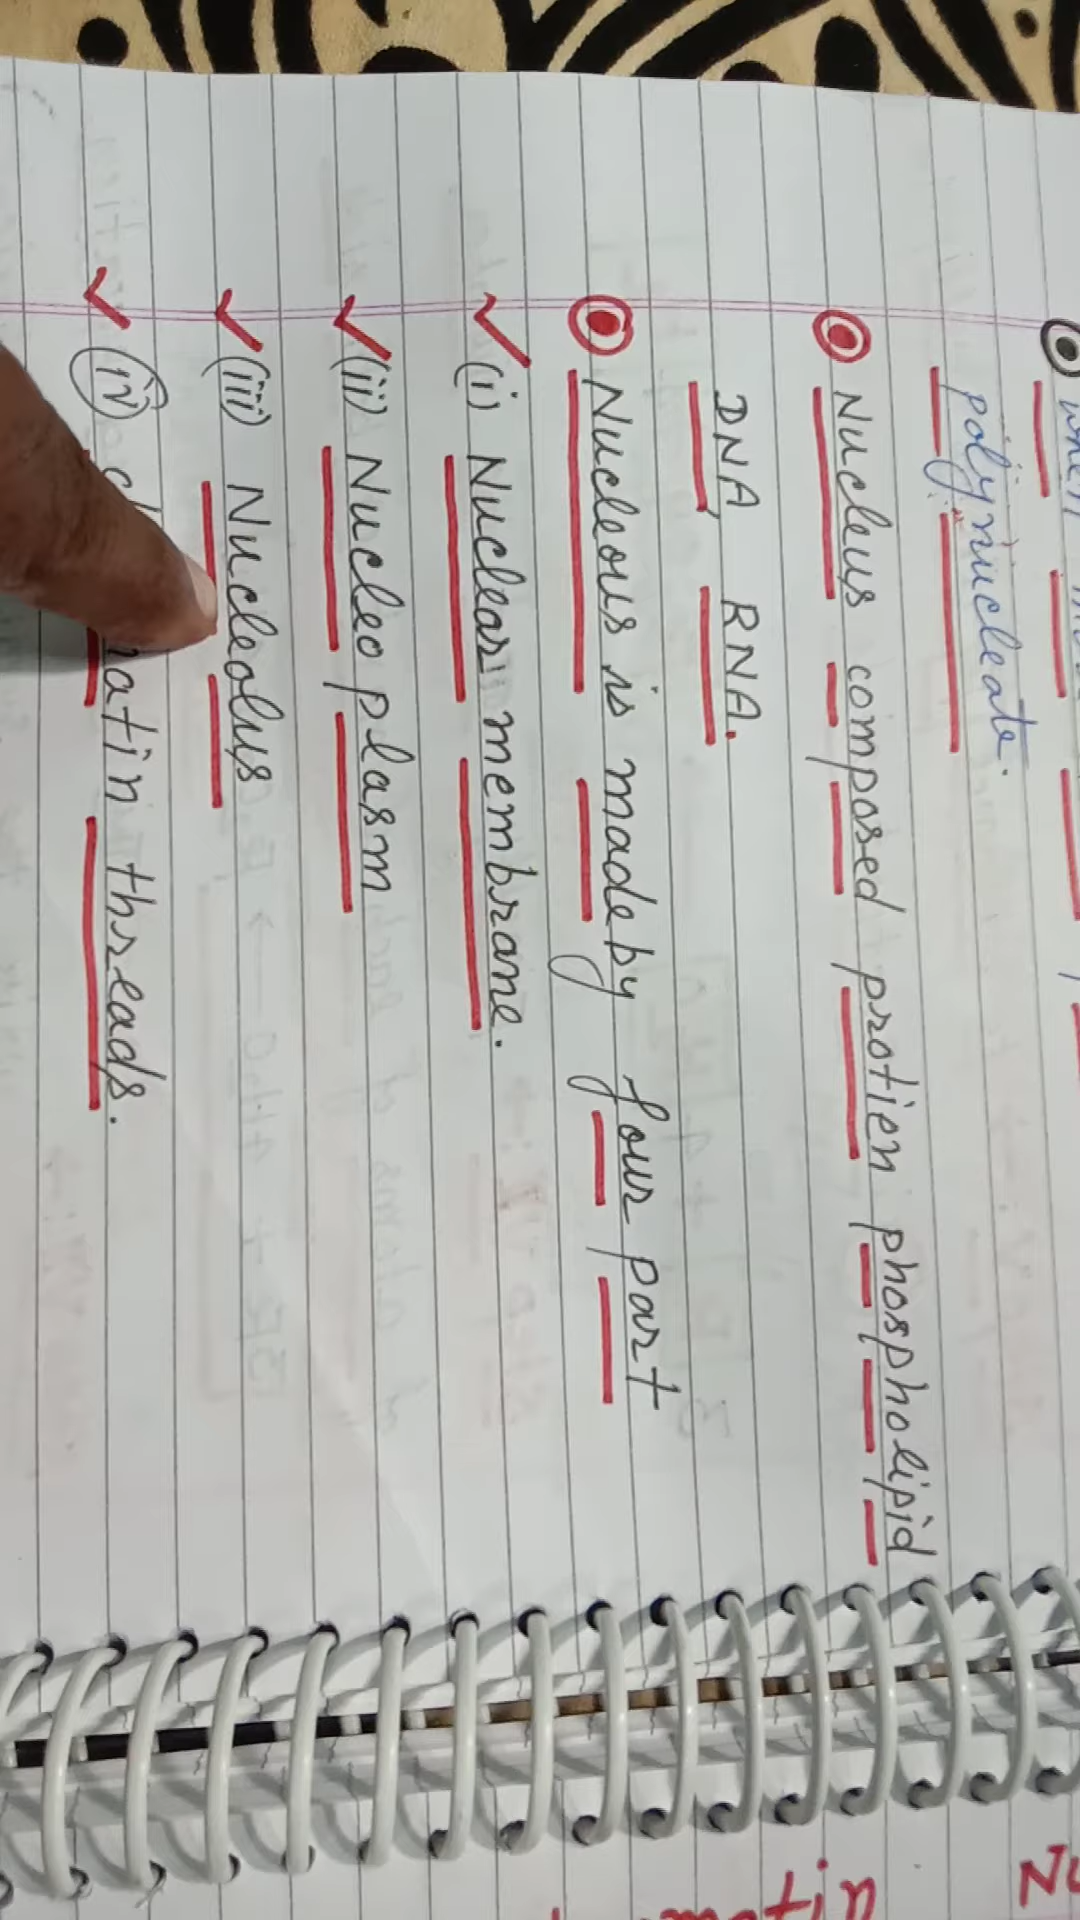 when
polynucleate.
Nucleus composed protien phospholipid
DNA, RNA.
Nucleous is made by four part
(i) Nuclear membrane.
(ii) Nucleo plasm
(iii) Nucleolus
(iv) threads.